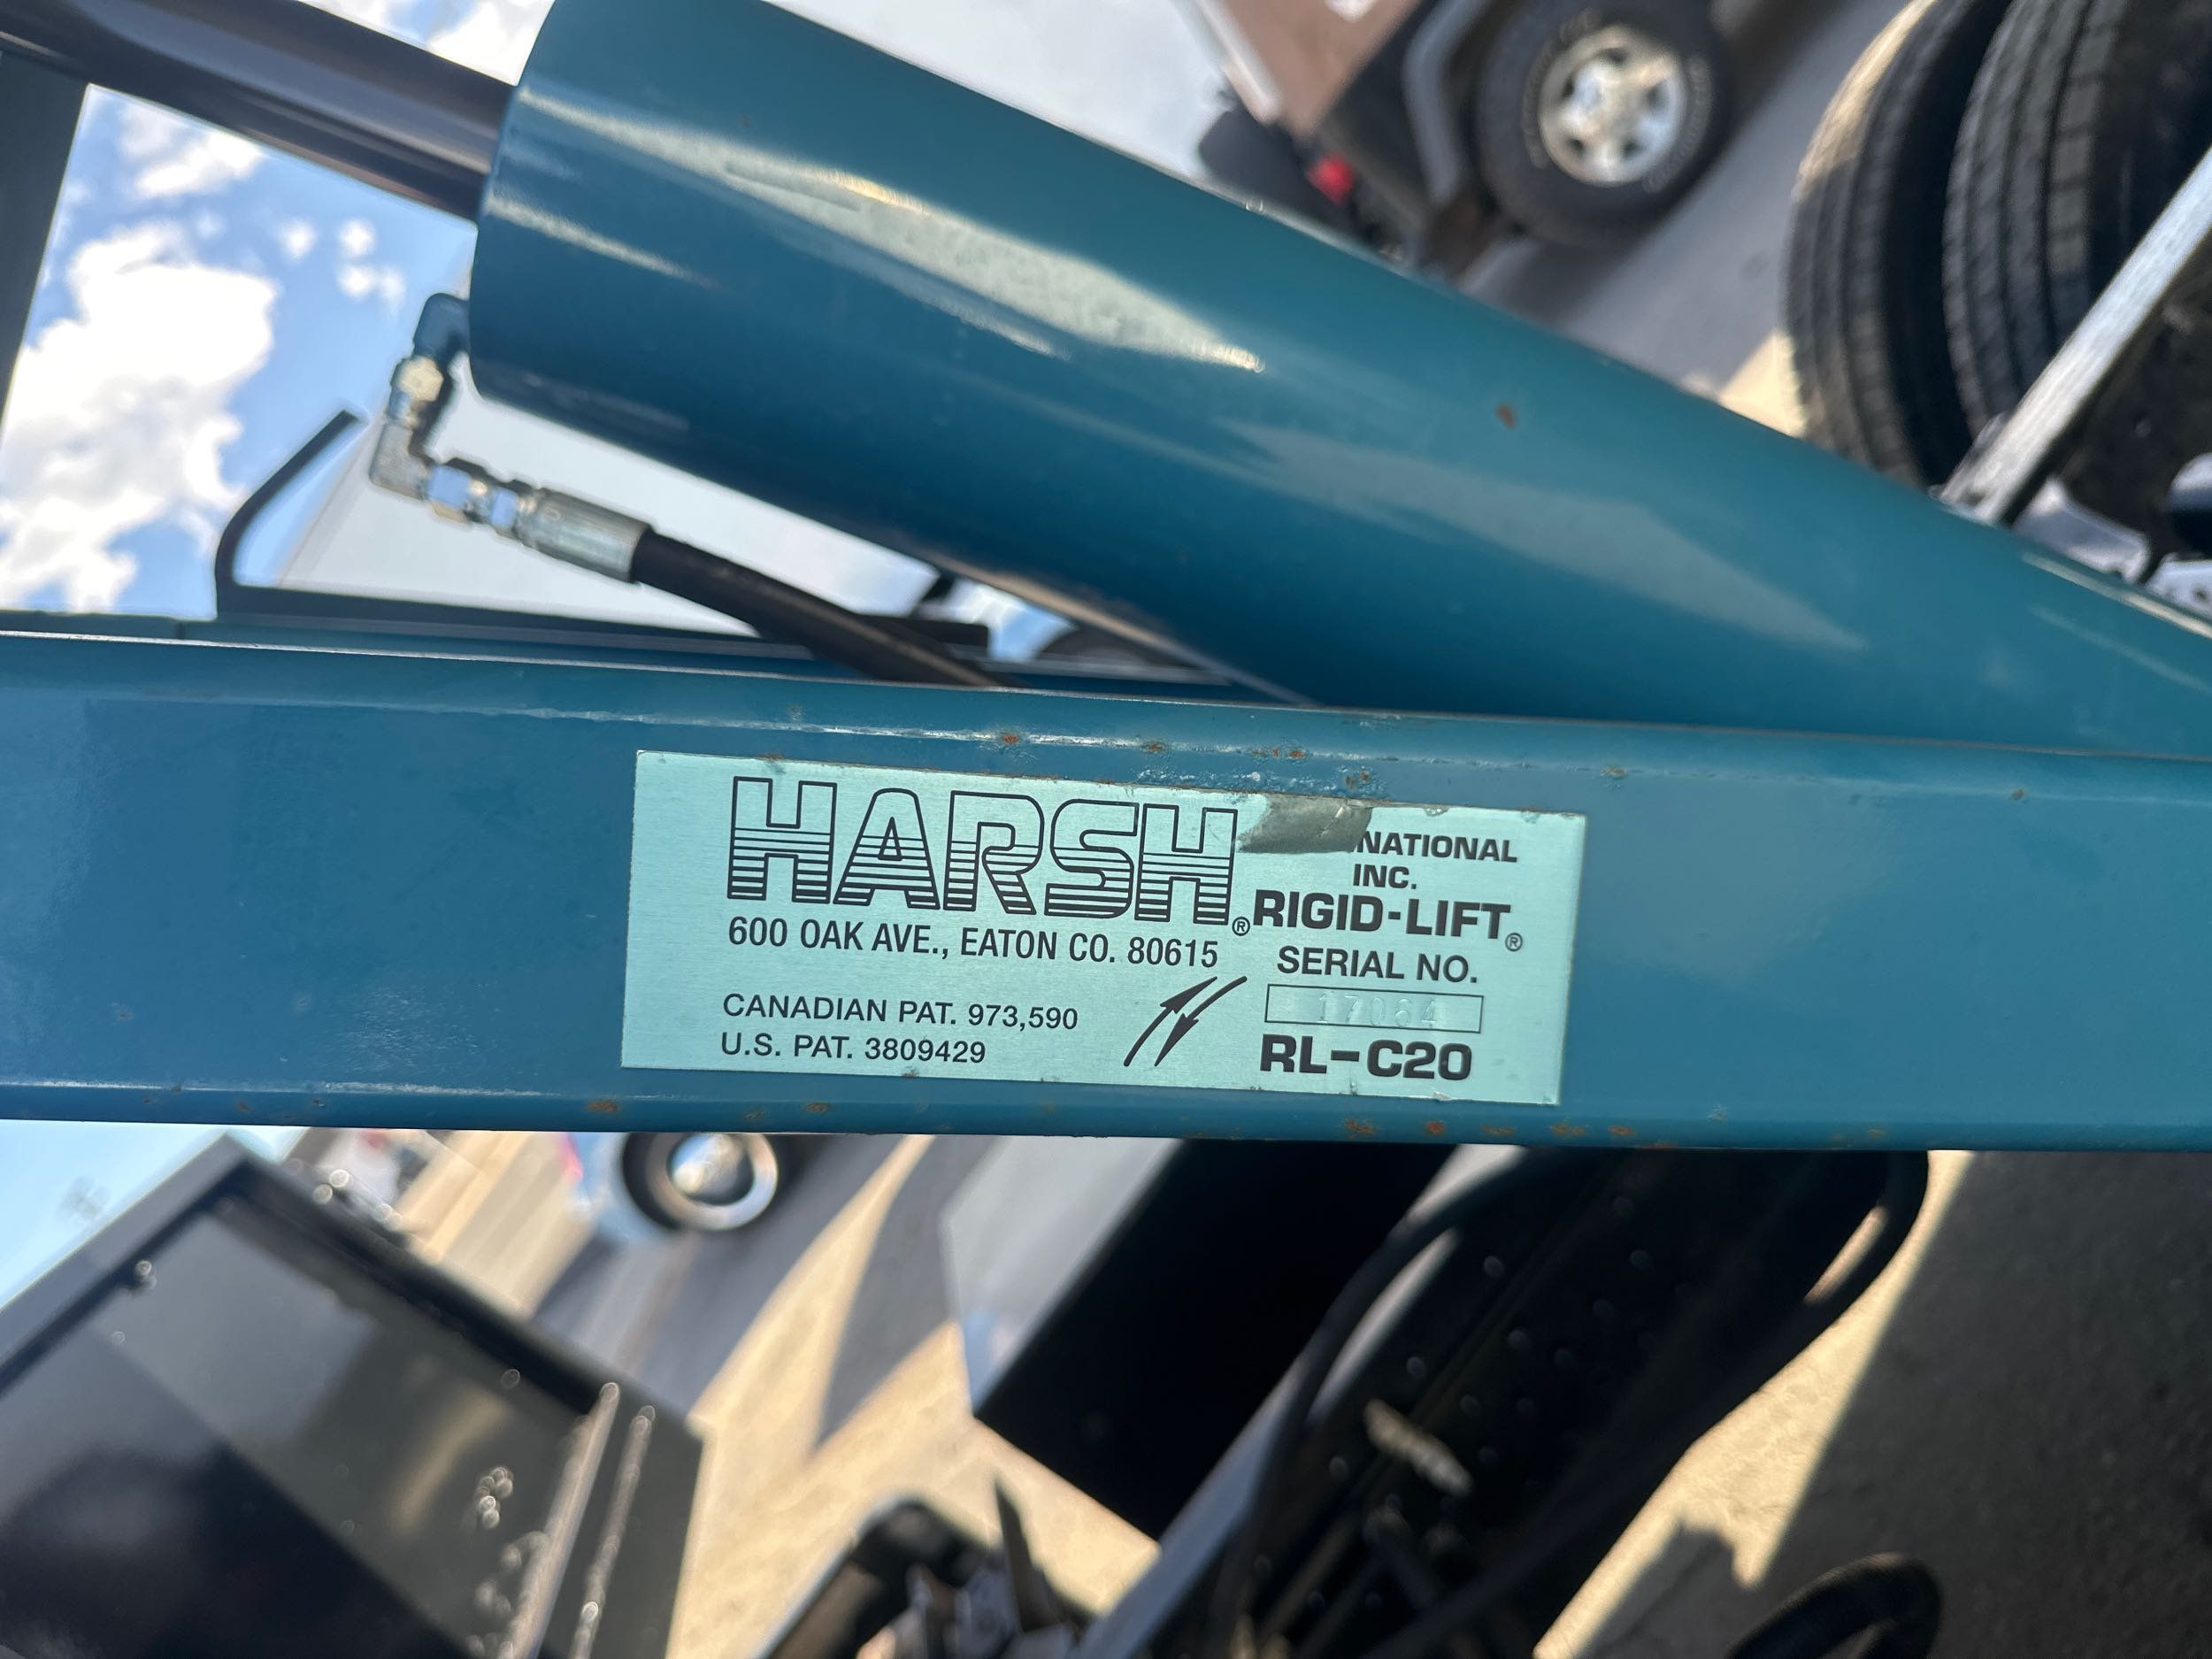 HARSH® NATIONAL
INC.
RIGID-LIFT®
600 OAK AVE., EATON CO. 80615
SERIAL NO.
17064
CANADIAN PAT. 973,590
U.S. PAT. 3809429
RL-C20